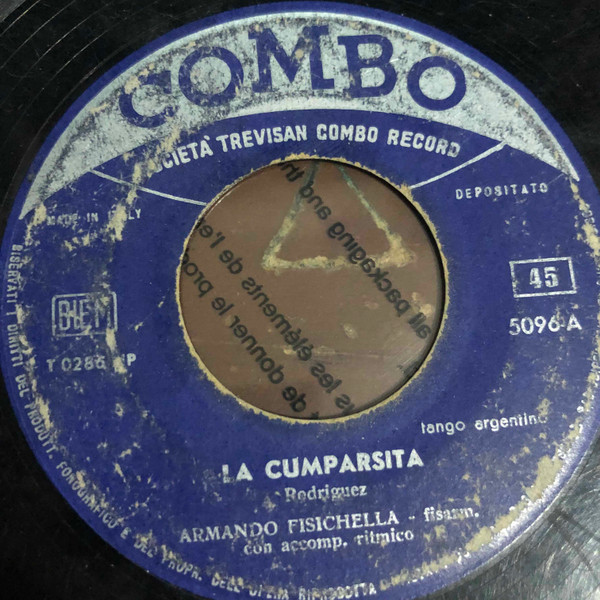 COMBO
SOCIETÀ TREVISAN COMBO RECORD
DEPOSITATO
MADE IN ITALY
45
BIEM
5096-A
T 0286
tango argentino
LA CUMPARSITA
Rodriguez
ARMANDO FISICHELLA - fisarm.
con accomp. ritmico
RISERVATI I DIRITTI DEL PRODUTT. FONOGRAFICO E DEL PROPR. DELL'OPERA RIPRODOTTA
all packaging and
les éléments de l'e
de donner le pro